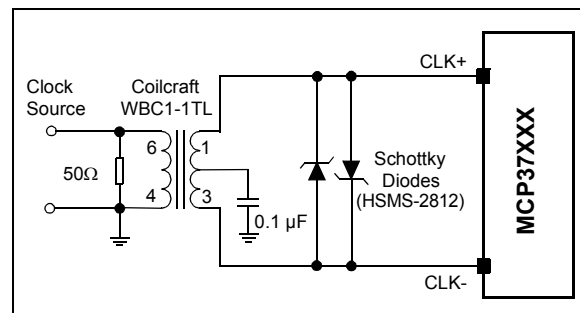 CLK+
Clock
Source
Coilcraft
WBC1-1TL
6
1
50Ω
4
3
0.1 µF
Schottky
Diodes
(HSMS-2812)
MCP37XXX
CLK-